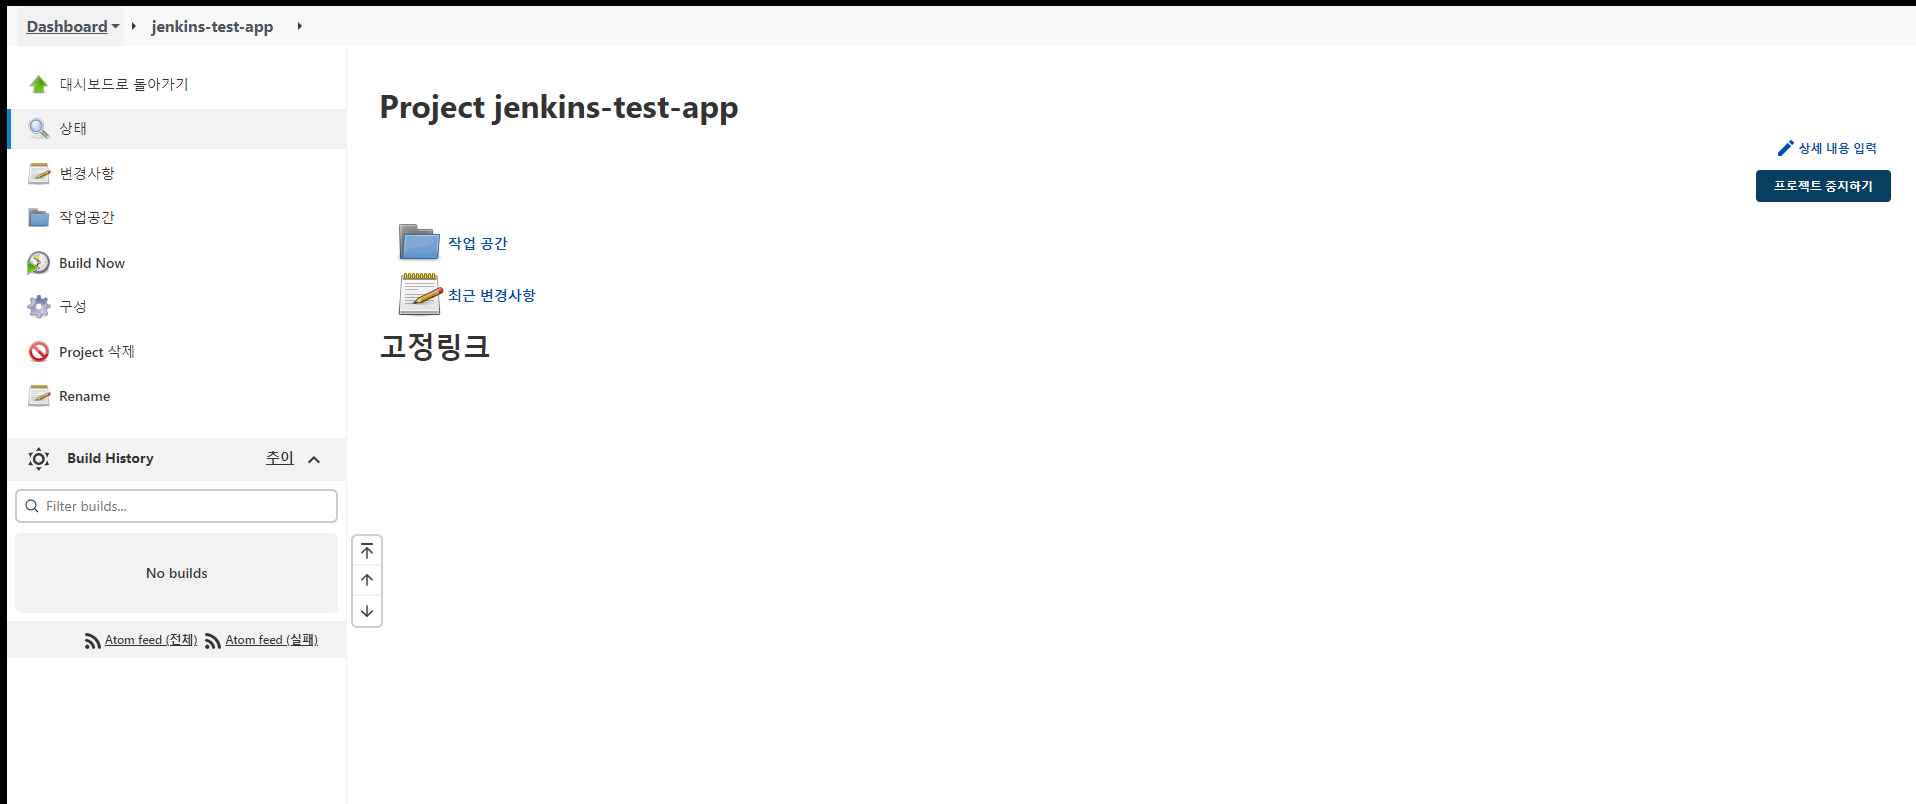 Dashboard
jenkins-test-app
대시보드로 돌아가기
상태
변경사항
작업공간
Build Now
구성
Project 삭제
Rename
Build History 추이
Filter builds...
No builds
Atom feed (전체) Atom feed (실패)
Project jenkins-test-app
상세 내용 입력
프로젝트 중지하기
작업 공간
최근 변경사항
고정링크